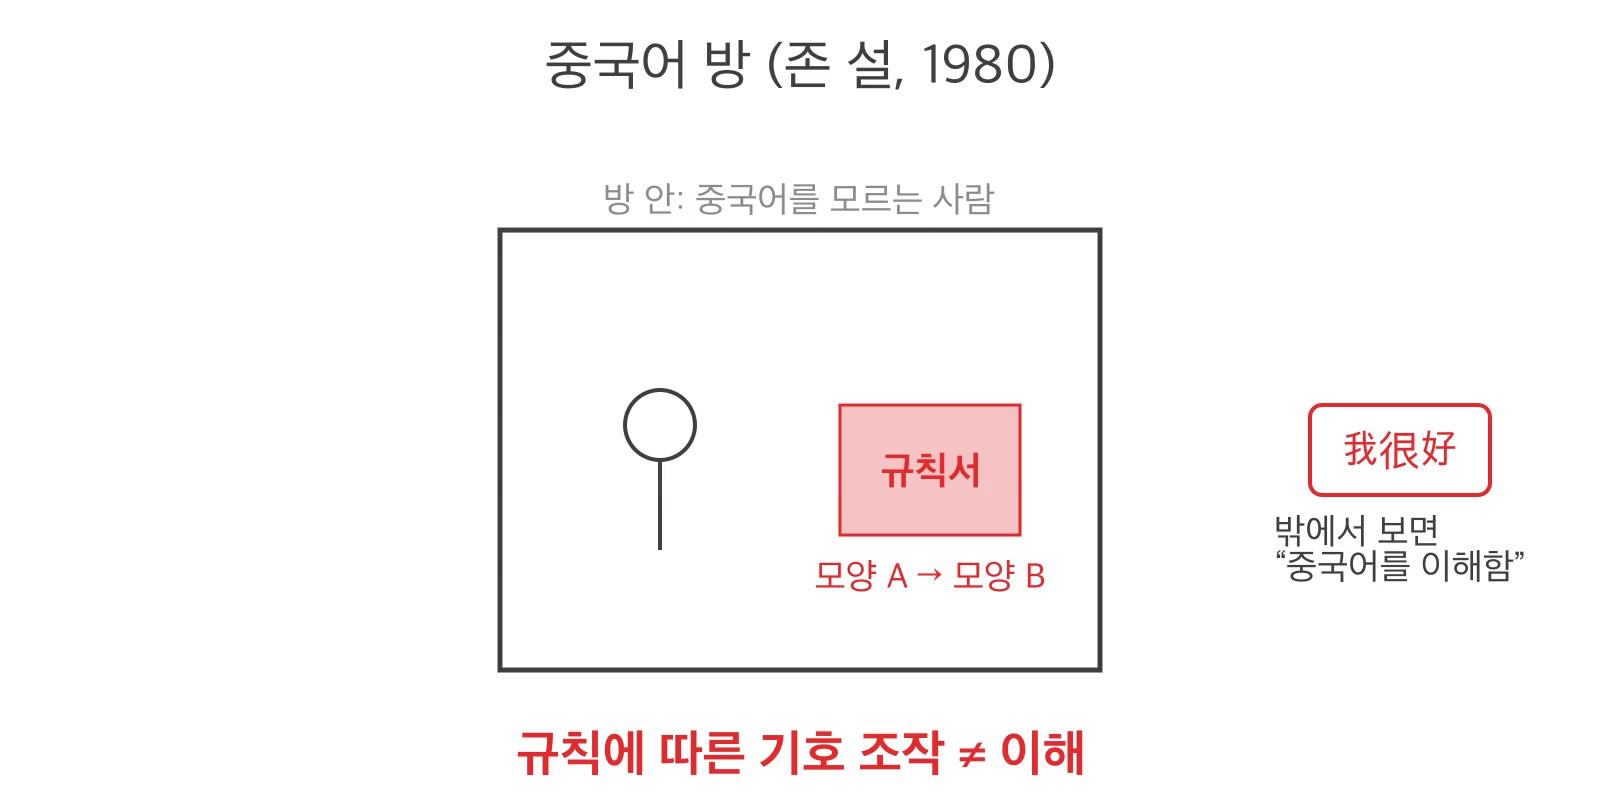 중국어 방 (존 설, 1980)
방 안: 중국어를 모르는 사람
규칙서
모양 A → 모양 B
我很好
밖에서 보면
“중국어를 이해함”
규칙에 따른 기호 조작 ≠ 이해